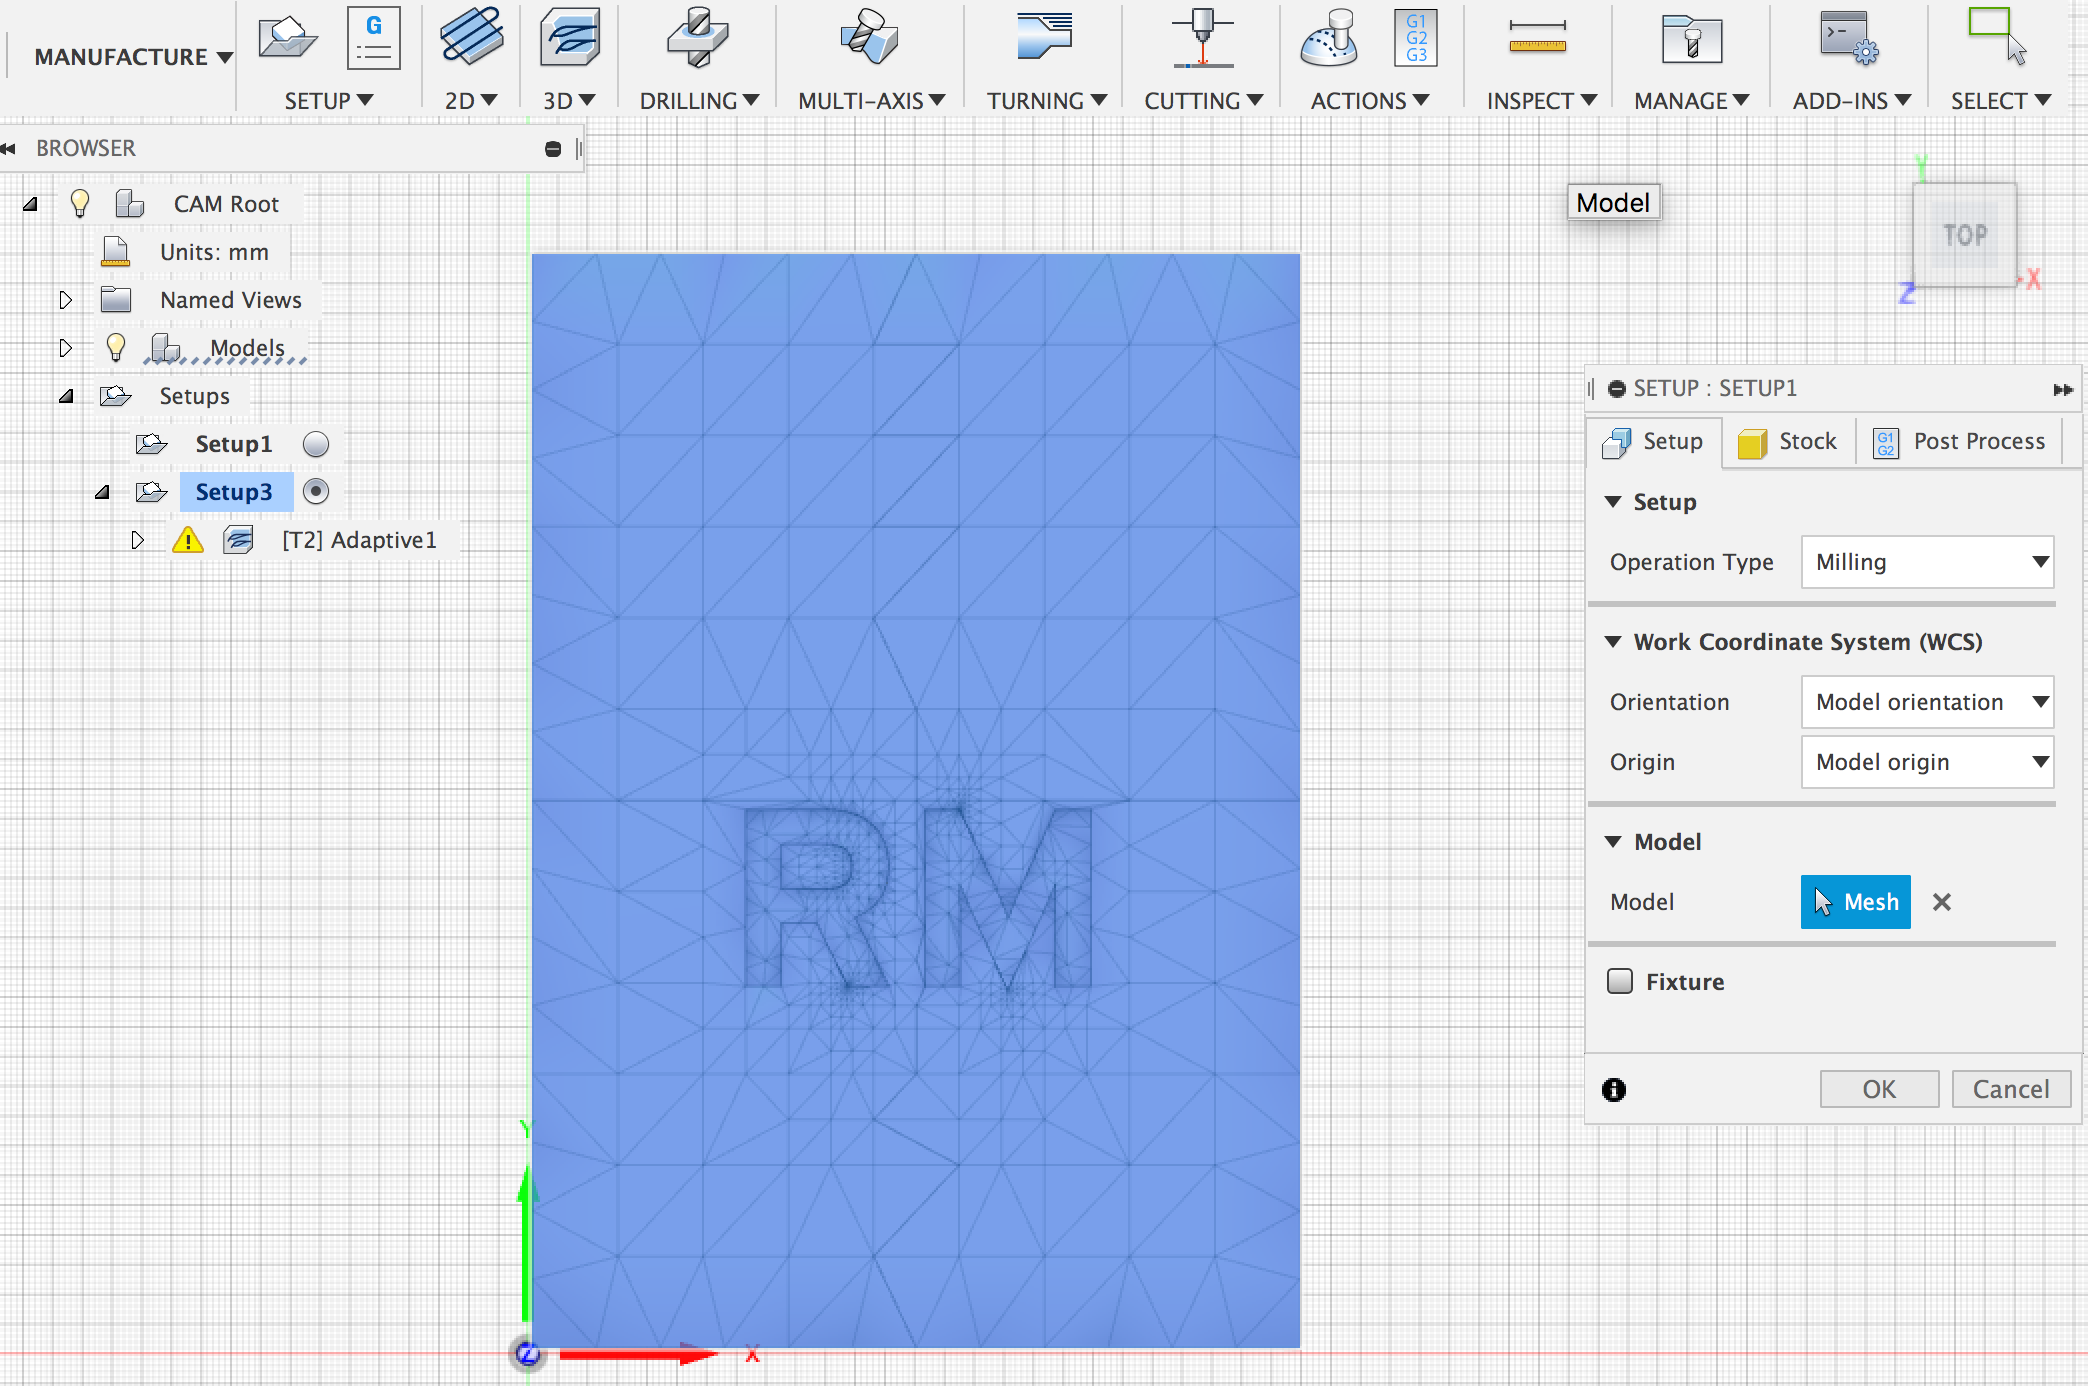 MANUFACTURE
G
G1
G2
G3
SETUP 2D 3D DRILLING MULTI-AXIS TURNING CUTTING ACTIONS INSPECT MANAGE ADD-INS SELECT
BROWSER
CAM Root
Units: mm
Named Views
Models
Setups
Setup1
Setup3
[T2] Adaptive1
Model
Y
TOP
X
Z
RM
Y
Z
X
SETUP : SETUP1
Setup Stock G1 G2 Post Process
Setup
Operation Type Milling
Work Coordinate System (WCS)
Orientation Model orientation
Origin Model origin
Model
Model Mesh
Fixture
OK Cancel